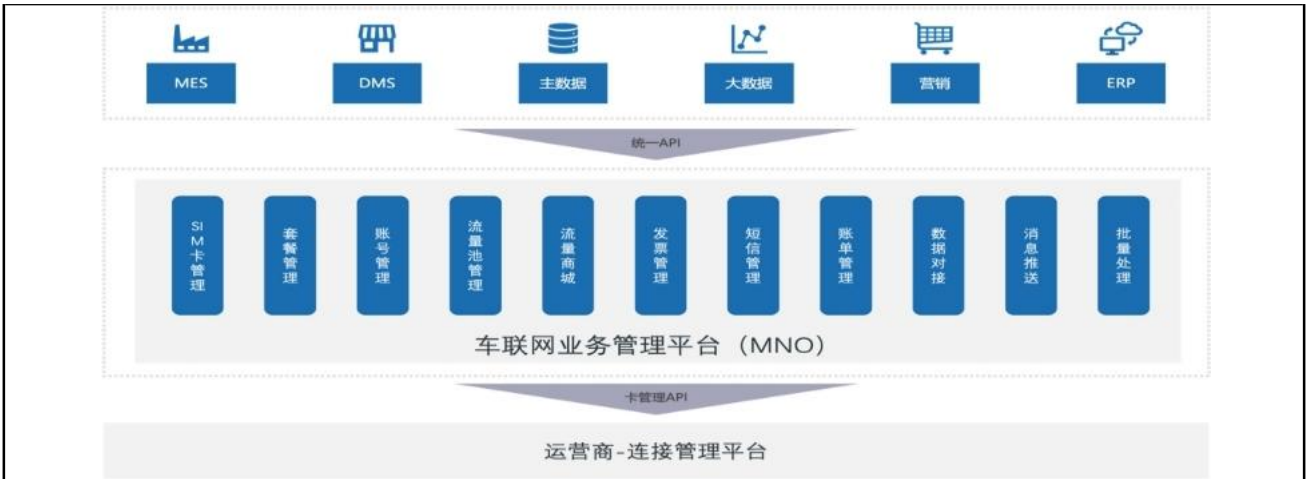 MES
DMS
主数据
大数据
营销
ERP
统一API
SIM卡管理
套餐管理
账号管理
流量池管理
流量商城
发票管理
短信管理
账单管理
数据对接
消息推送
批量处理
车联网业务管理平台（MNO）
卡管理API
运营商-连接管理平台